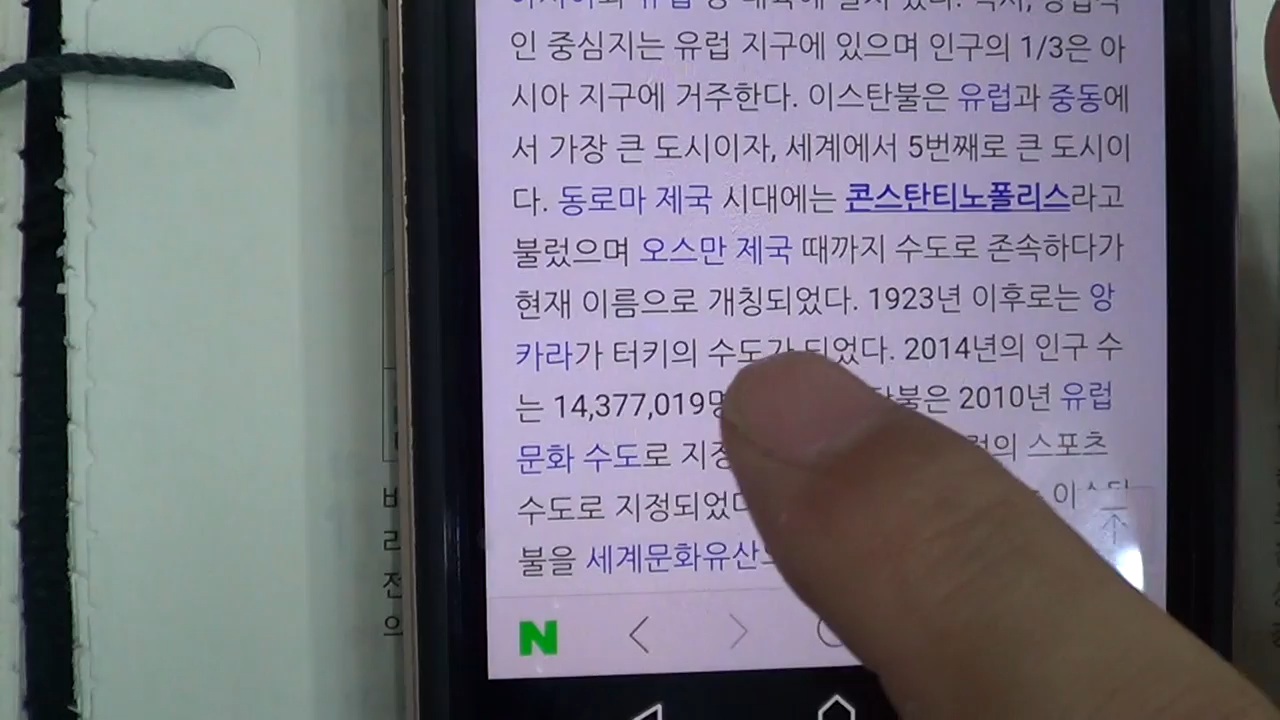 인 중심지는 유럽 지구에 있으며 인구의 1/3은 아
시아 지구에 거주한다. 이스탄불은 유럽과 중동에
서 가장 큰 도시이자, 세계에서 5번째로 큰 도시이
다. 동로마 제국 시대에는 콘스탄티노폴리스라고
불렀으며 오스만 제국 때까지 수도로 존속하다가
현재 이름으로 개칭되었다. 1923년 이후로는 앙
카라가 터키의 수도가 되었다. 2014년의 인구 수
는 14,377,019명 2010년 유럽
문화 수도로 스포츠
수도로 지정되었다
불을 세계문화유산
N